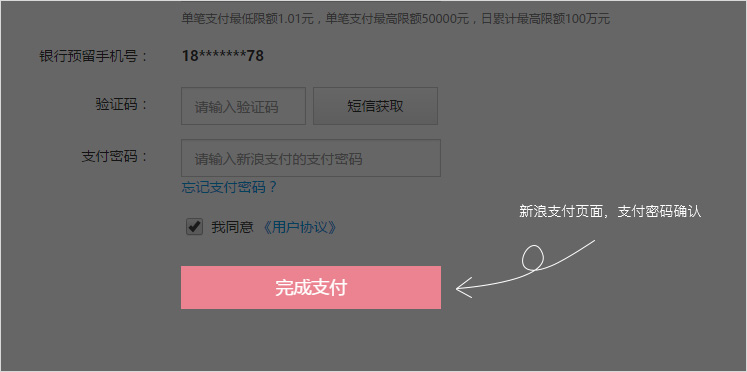 单笔支付最低限额1.01元，单笔支付最高限额50000元，日累计最高限额100万元
银行预留手机号： 18*******78
验证码： 请输入验证码 短信获取
支付密码： 请输入新浪支付的支付密码
忘记支付密码？
新浪支付页面，支付密码确认
我同意 《用户协议》
完成支付